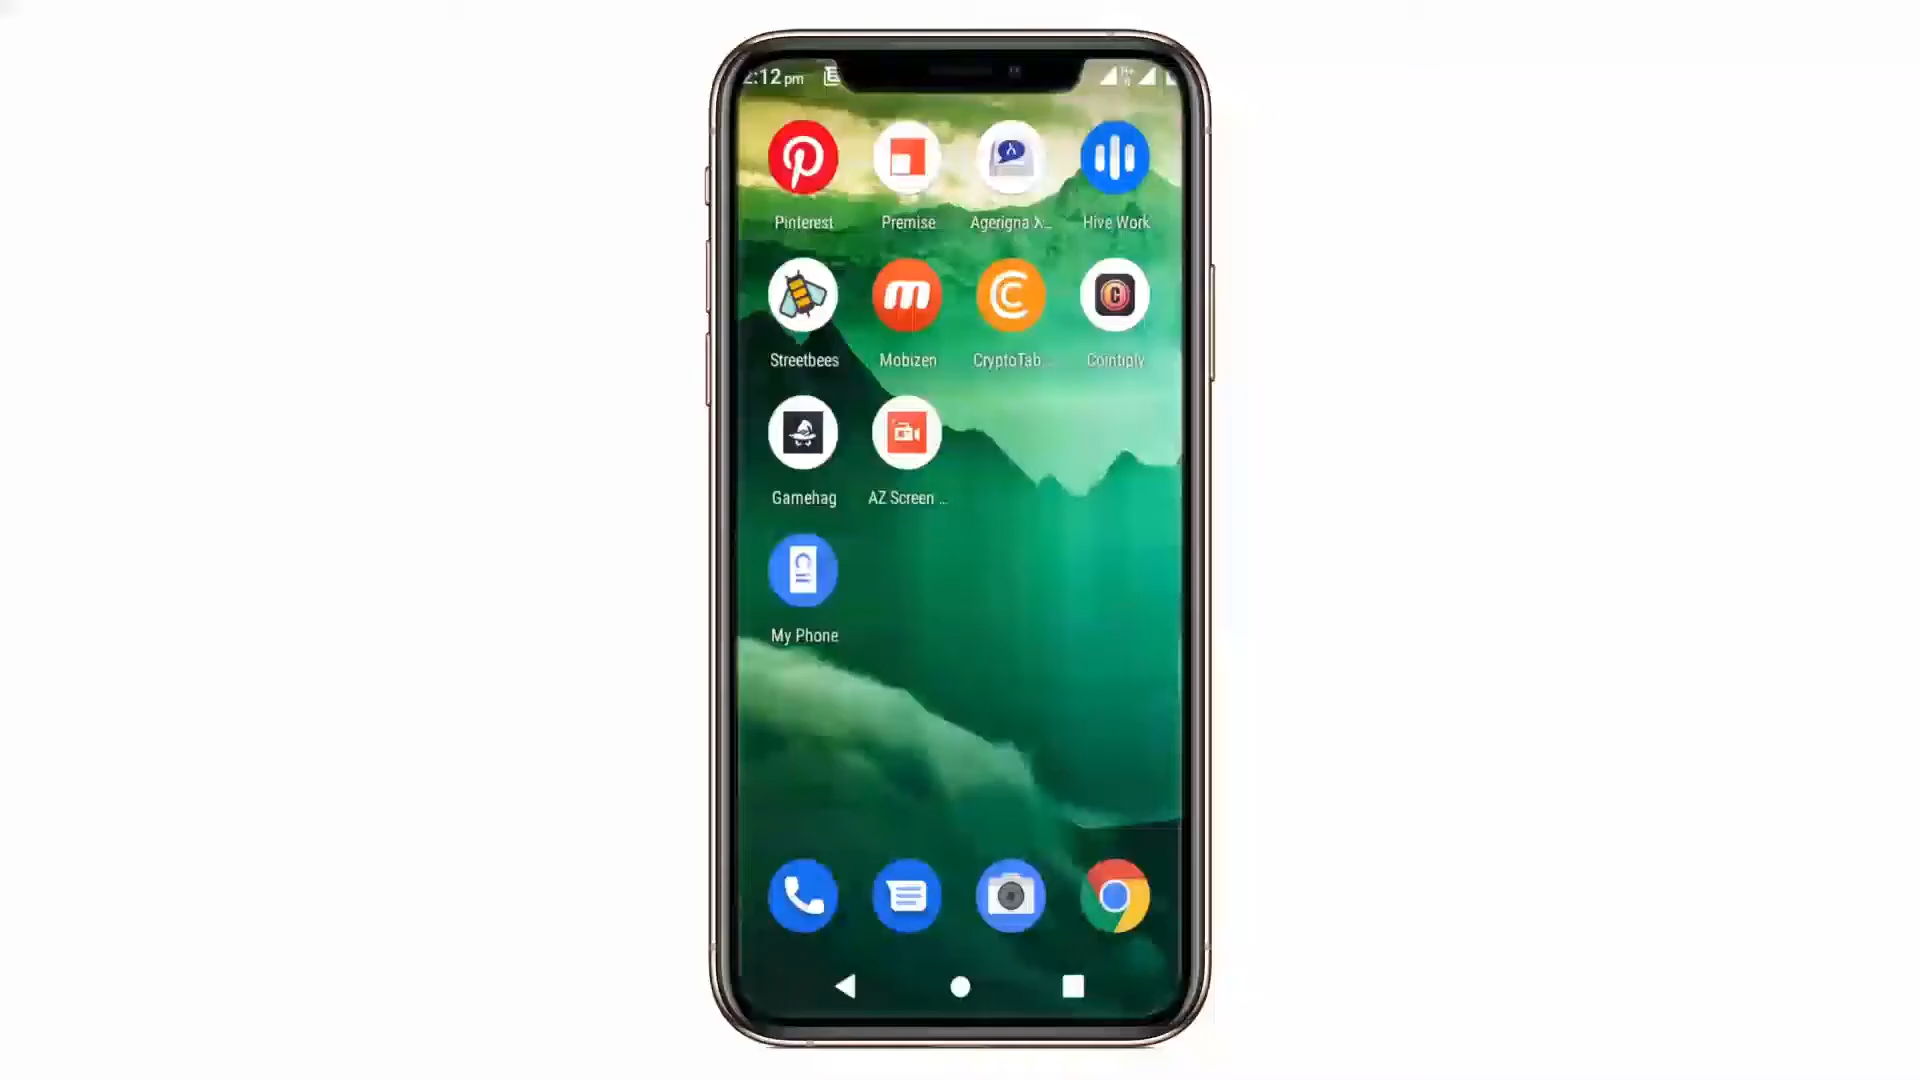 2:12 pm
Pinterest
Premise
Agerigna X...
Hive Work
Streetbees
Mobizen
CryptoTab...
Cointiply
Gamehag
AZ Screen ...
My Phone